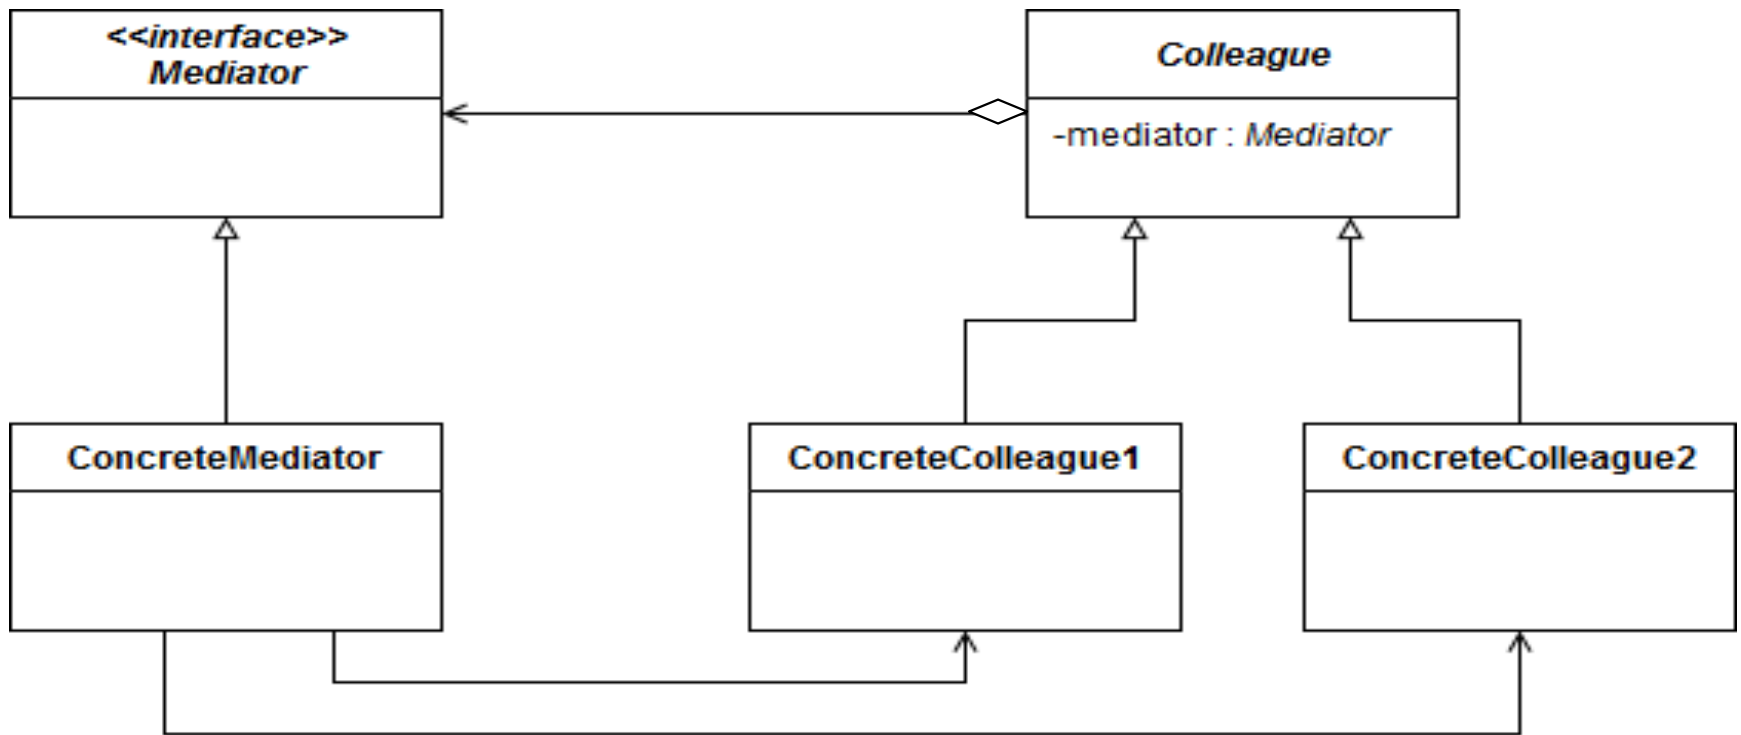 <<interface>>
Mediator
Colleague
-mediator : Mediator
ConcreteMediator
ConcreteColleague1
ConcreteColleague2